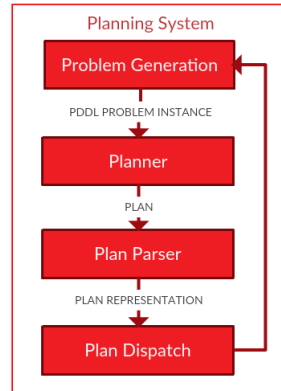 Planning System
Problem Generation
PDDL PROBLEM INSTANCE
Planner
PLAN
Plan Parser
PLAN REPRESENTATION
Plan Dispatch